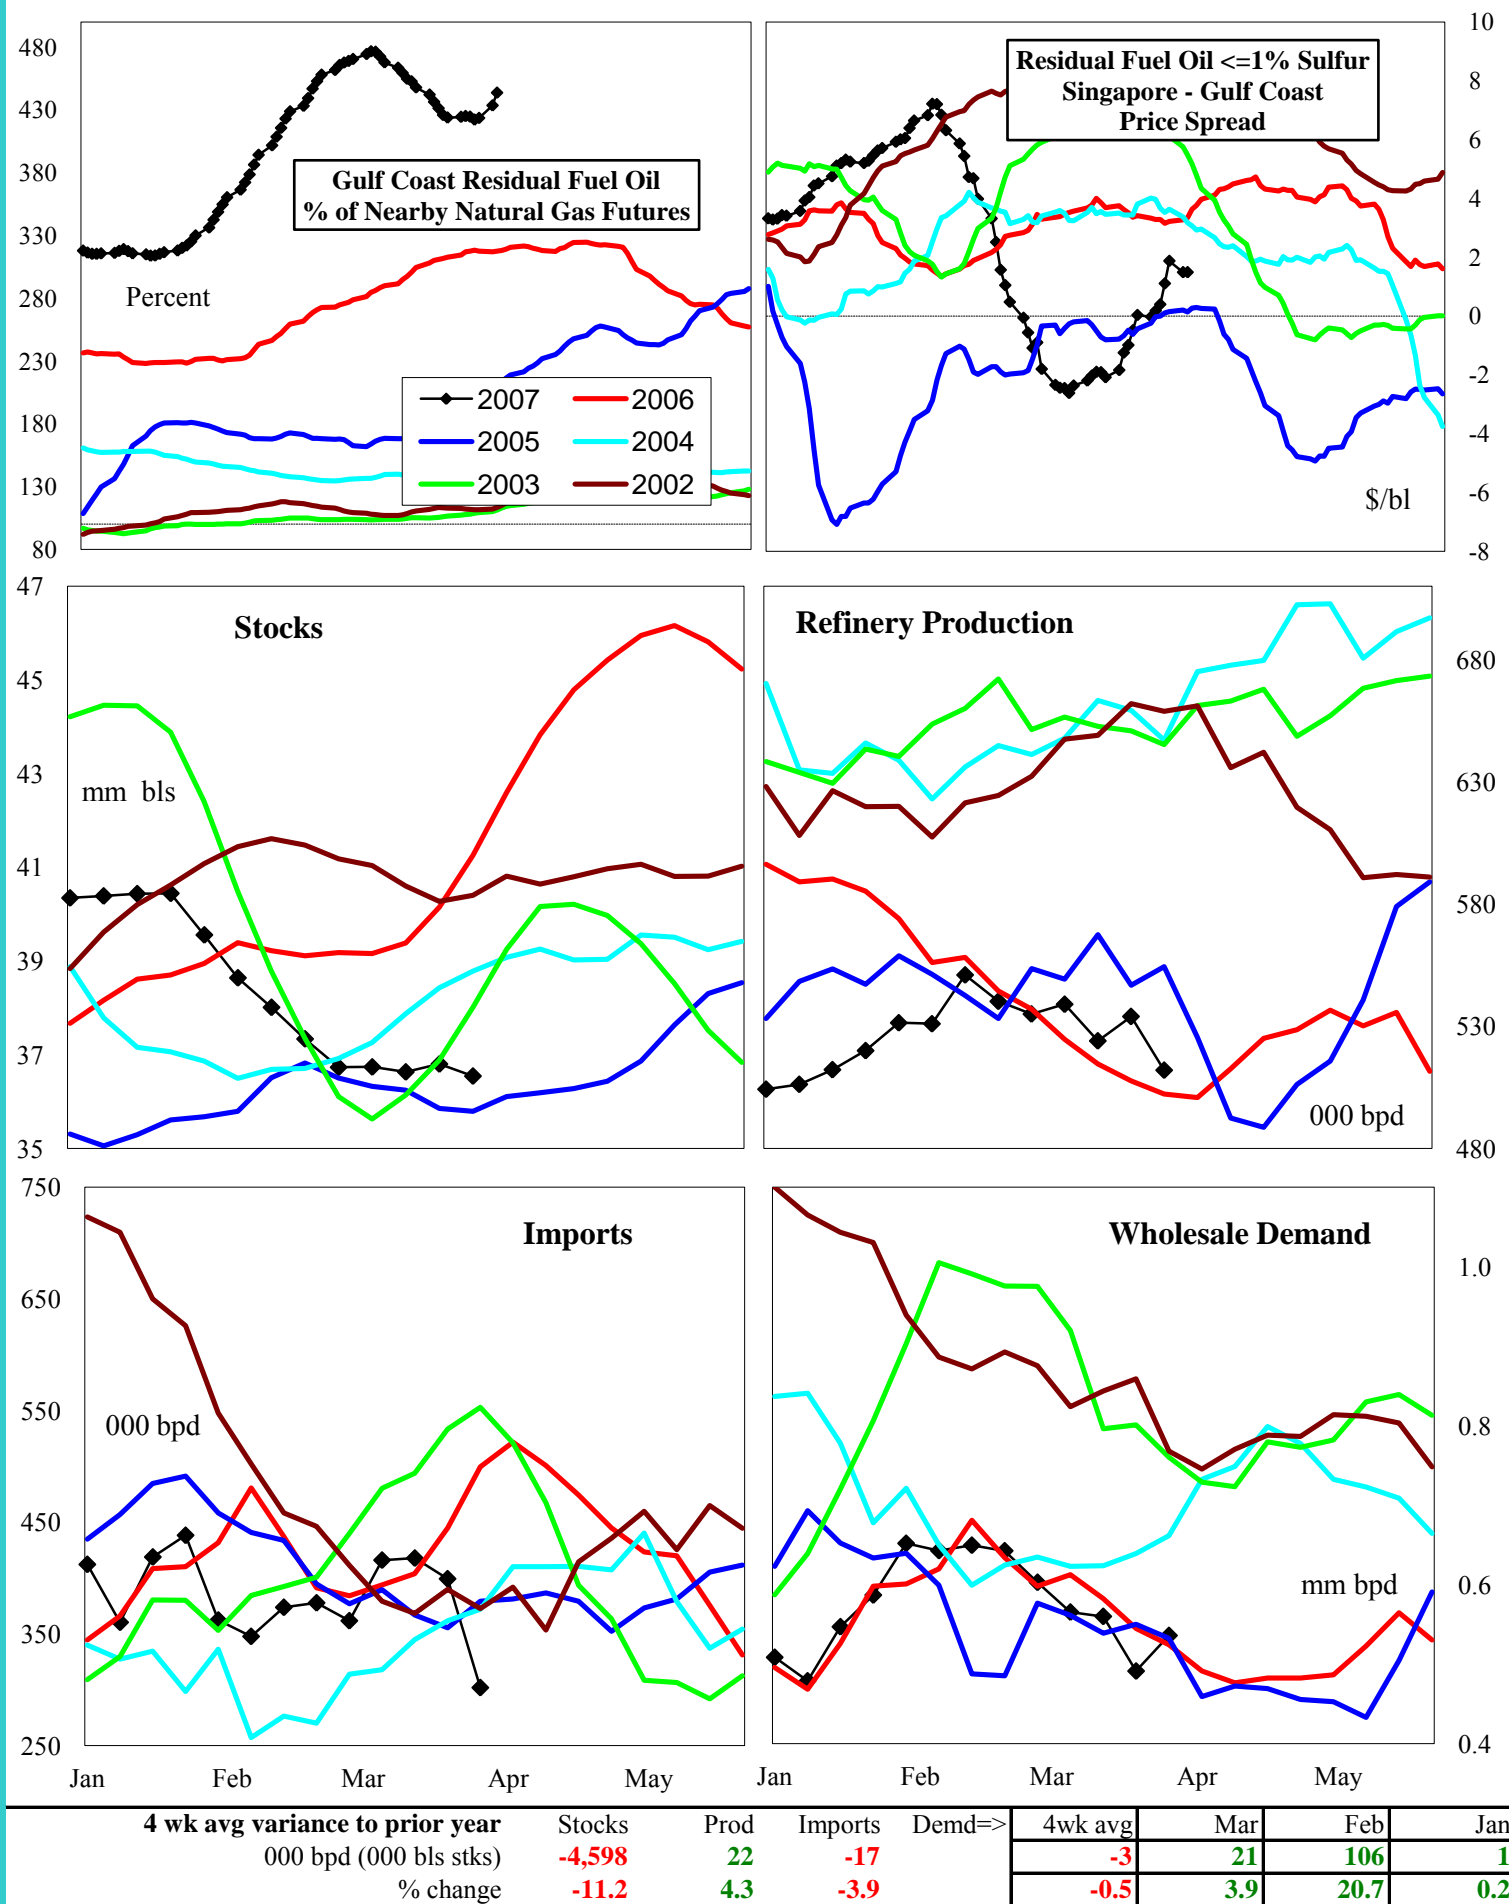 480
430
380
330
280
230
180
130
80
Gulf Coast Residual Fuel Oil
% of Nearby Natural Gas Futures
Percent
2007 2006
2005 2004
2003 2002
10
8
6
4
2
0
-2
-4
-6
-8
Residual Fuel Oil <=1% Sulfur
Singapore - Gulf Coast
Price Spread
$/bl
47
45
43
41
39
37
35
Stocks
mm bls
Refinery Production
680
630
580
530
480
000 bpd
750
650
550
450
350
250
Imports
000 bpd
Jan Feb Mar Apr May
Wholesale Demand
1.0
0.8
0.6
0.4
mm bpd
Jan Feb Mar Apr May
4 wk avg variance to prior year Stocks Prod Imports Demd=> 4wk avg Mar Feb Jan
000 bpd (000 bls stks) -4,598 22 -17 -3 21 106 1
% change -11.2 4.3 -3.9 -0.5 3.9 20.7 0.2